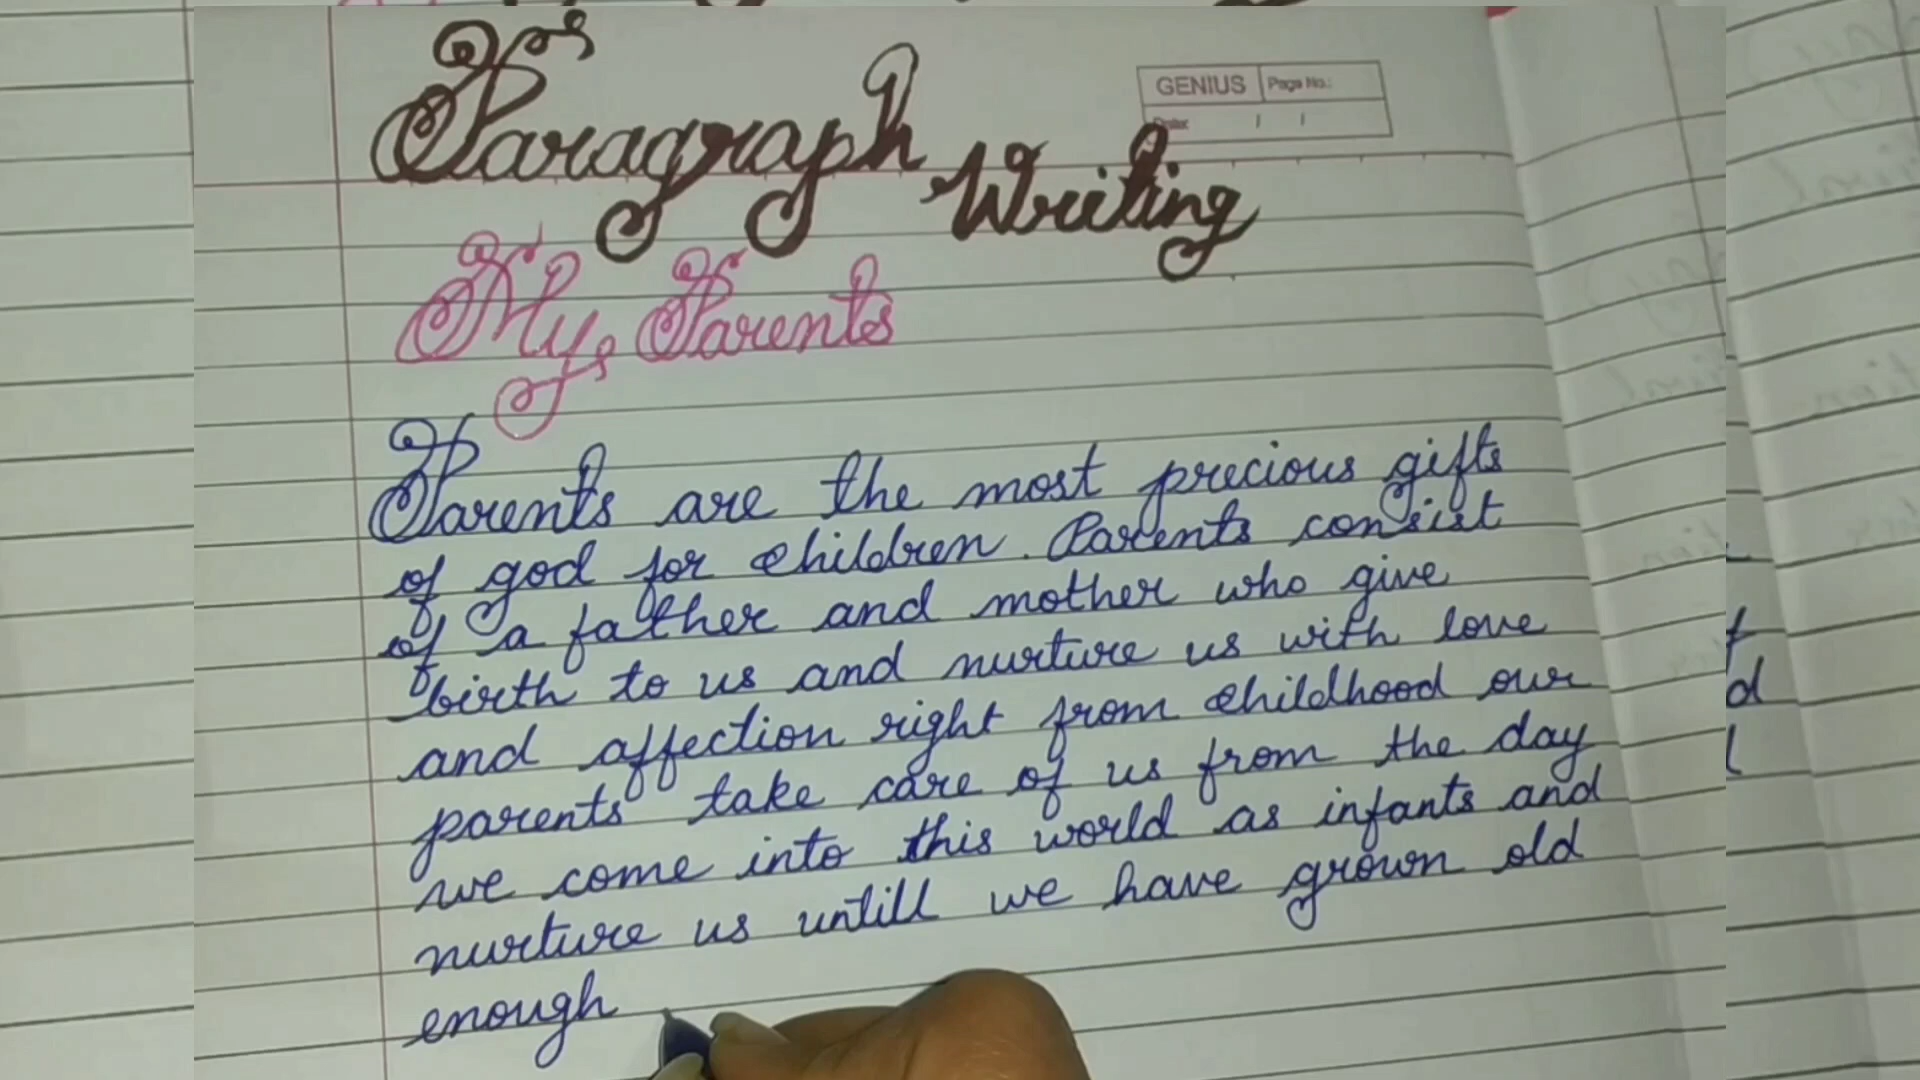 Paragraph Writing
GENIUS Page No.:
Date: / /
My Parents
Parents are the most precious gifts
of god for children. Parents consist
of a father and mother who give
birth to us and nurture us with love
and affection right from childhood our
parents take care of us from the day
we come into this world as infants and
nurture us untill we have grown old
enough